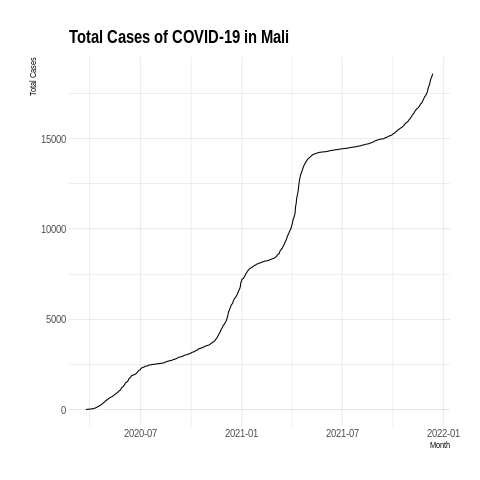 Total Cases of COVID-19 in Mali
Total Cases
15000
10000
5000
0
2020-07
2021-01
2021-07
2022-01
Month